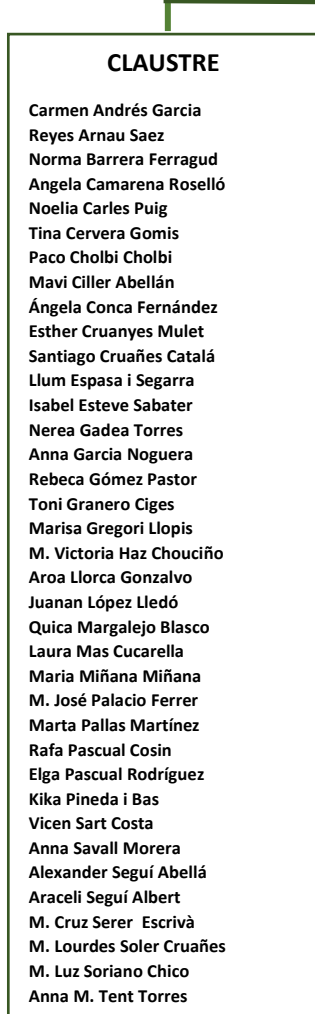 CLAUSTRE
Carmen Andrés Garcia
Reyes Arnau Saez
Norma Barrera Ferragud
Angela Camarena Roselló
Noelia Carles Puig
Tina Cervera Gomis
Paco Cholbi Cholbi
Mavi Ciller Abellán
Ángela Conca Fernández
Esther Cruanyes Mulet
Santiago Cruañes Catalá
Llum Espasa i Segarra
Isabel Esteve Sabater
Nerea Gadea Torres
Anna Garcia Noguera
Rebeca Gómez Pastor
Toni Granero Ciges
Marisa Gregori Llopis
M. Victoria Haz Chouciño
Aroa Llorca Gonzalvo
Juanan López Lledó
Quica Margalejo Blasco
Laura Mas Cucarella
Maria Miñana Miñana
M. José Palacio Ferrer
Marta Pallas Martínez
Rafa Pascual Cosin
Elga Pascual Rodríguez
Kika Pineda i Bas
Vicen Sart Costa
Anna Savall Morera
Alexander Seguí Abellá
Araceli Seguí Albert
M. Cruz Serer  Escrivà
M. Lourdes Soler Cruañes
M. Luz Soriano Chico
Anna M. Tent Torres